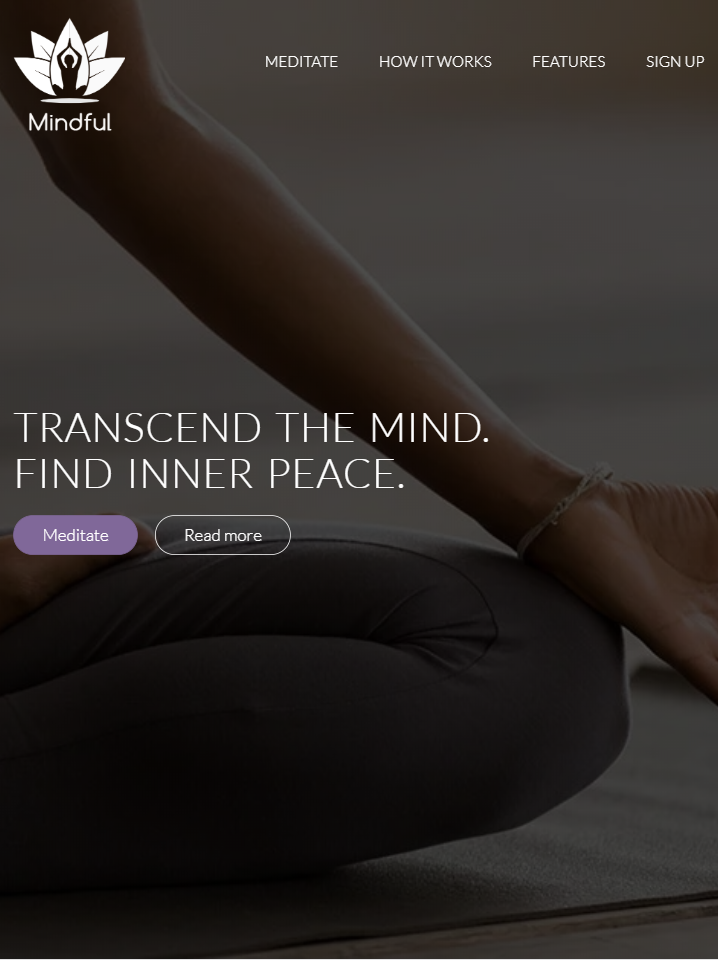 Mindful
MEDITATE HOW IT WORKS FEATURES SIGN UP
TRANSCEND THE MIND.
FIND INNER PEACE.
Meditate Read more